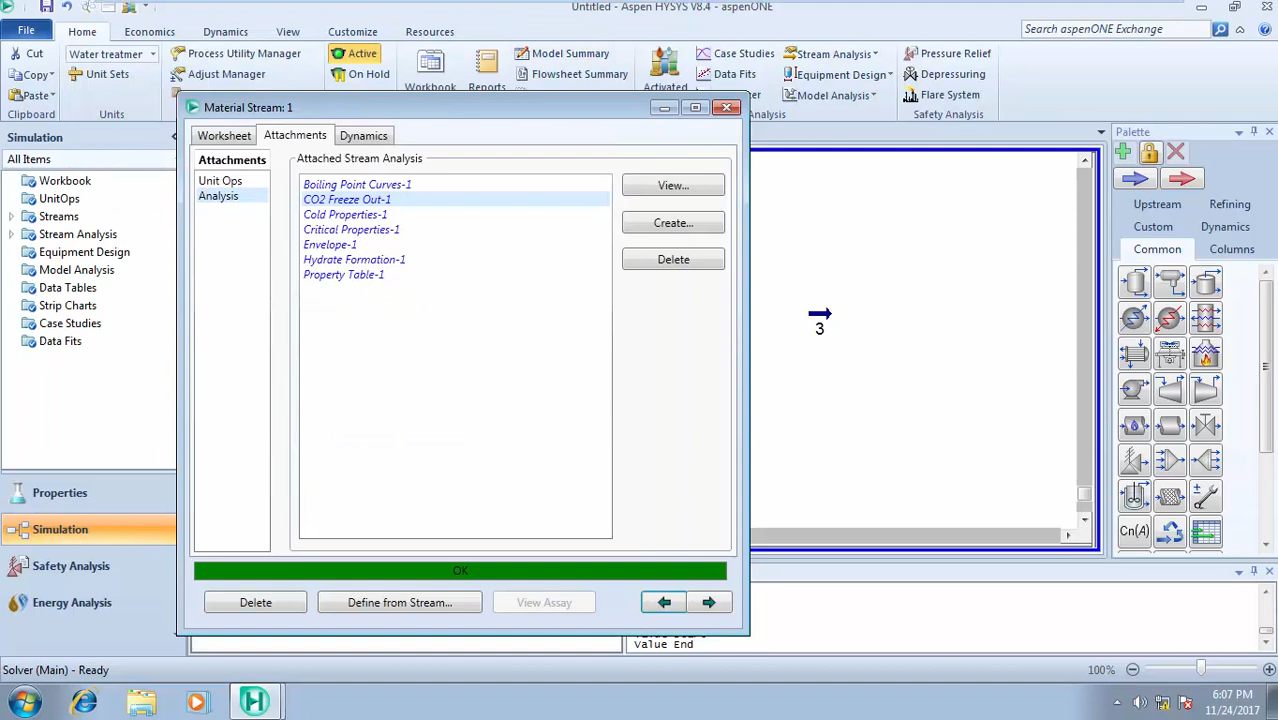 Untitled - Aspen HYSYS V8.4 - aspenONE
File
Home
Economics
Dynamics
View
Customize
Resources
Search aspenONE Exchange
Cut
Copy
Paste
Clipboard
Water treatmer
Unit Sets
Units
Process Utility Manager
Adjust Manager
Active
On Hold
Workbook
Reports
Model Summary
Flowsheet Summary
Activated
Case Studies
Data Fits
Stream Analysis
Equipment Design
Model Analysis
Pressure Relief
Depressuring
Flare System
Safety Analysis
Simulation
All Items
Workbook
UnitOps
Streams
Stream Analysis
Equipment Design
Model Analysis
Data Tables
Strip Charts
Case Studies
Data Fits
Properties
Simulation
Safety Analysis
Energy Analysis
Material Stream: 1
Worksheet
Attachments
Dynamics
Attachments
Unit Ops
Analysis
Attached Stream Analysis
Boiling Point Curves-1
CO2 Freeze Out-1
Cold Properties-1
Critical Properties-1
Envelope-1
Hydrate Formation-1
Property Table-1
View...
Create...
Delete
OK
Delete
Define from Stream...
View Assay
3
Palette
Upstream
Refining
Custom
Dynamics
Common
Columns
Cn(A)
Value End
Solver (Main) - Ready
100%
6:07 PM
11/24/2017